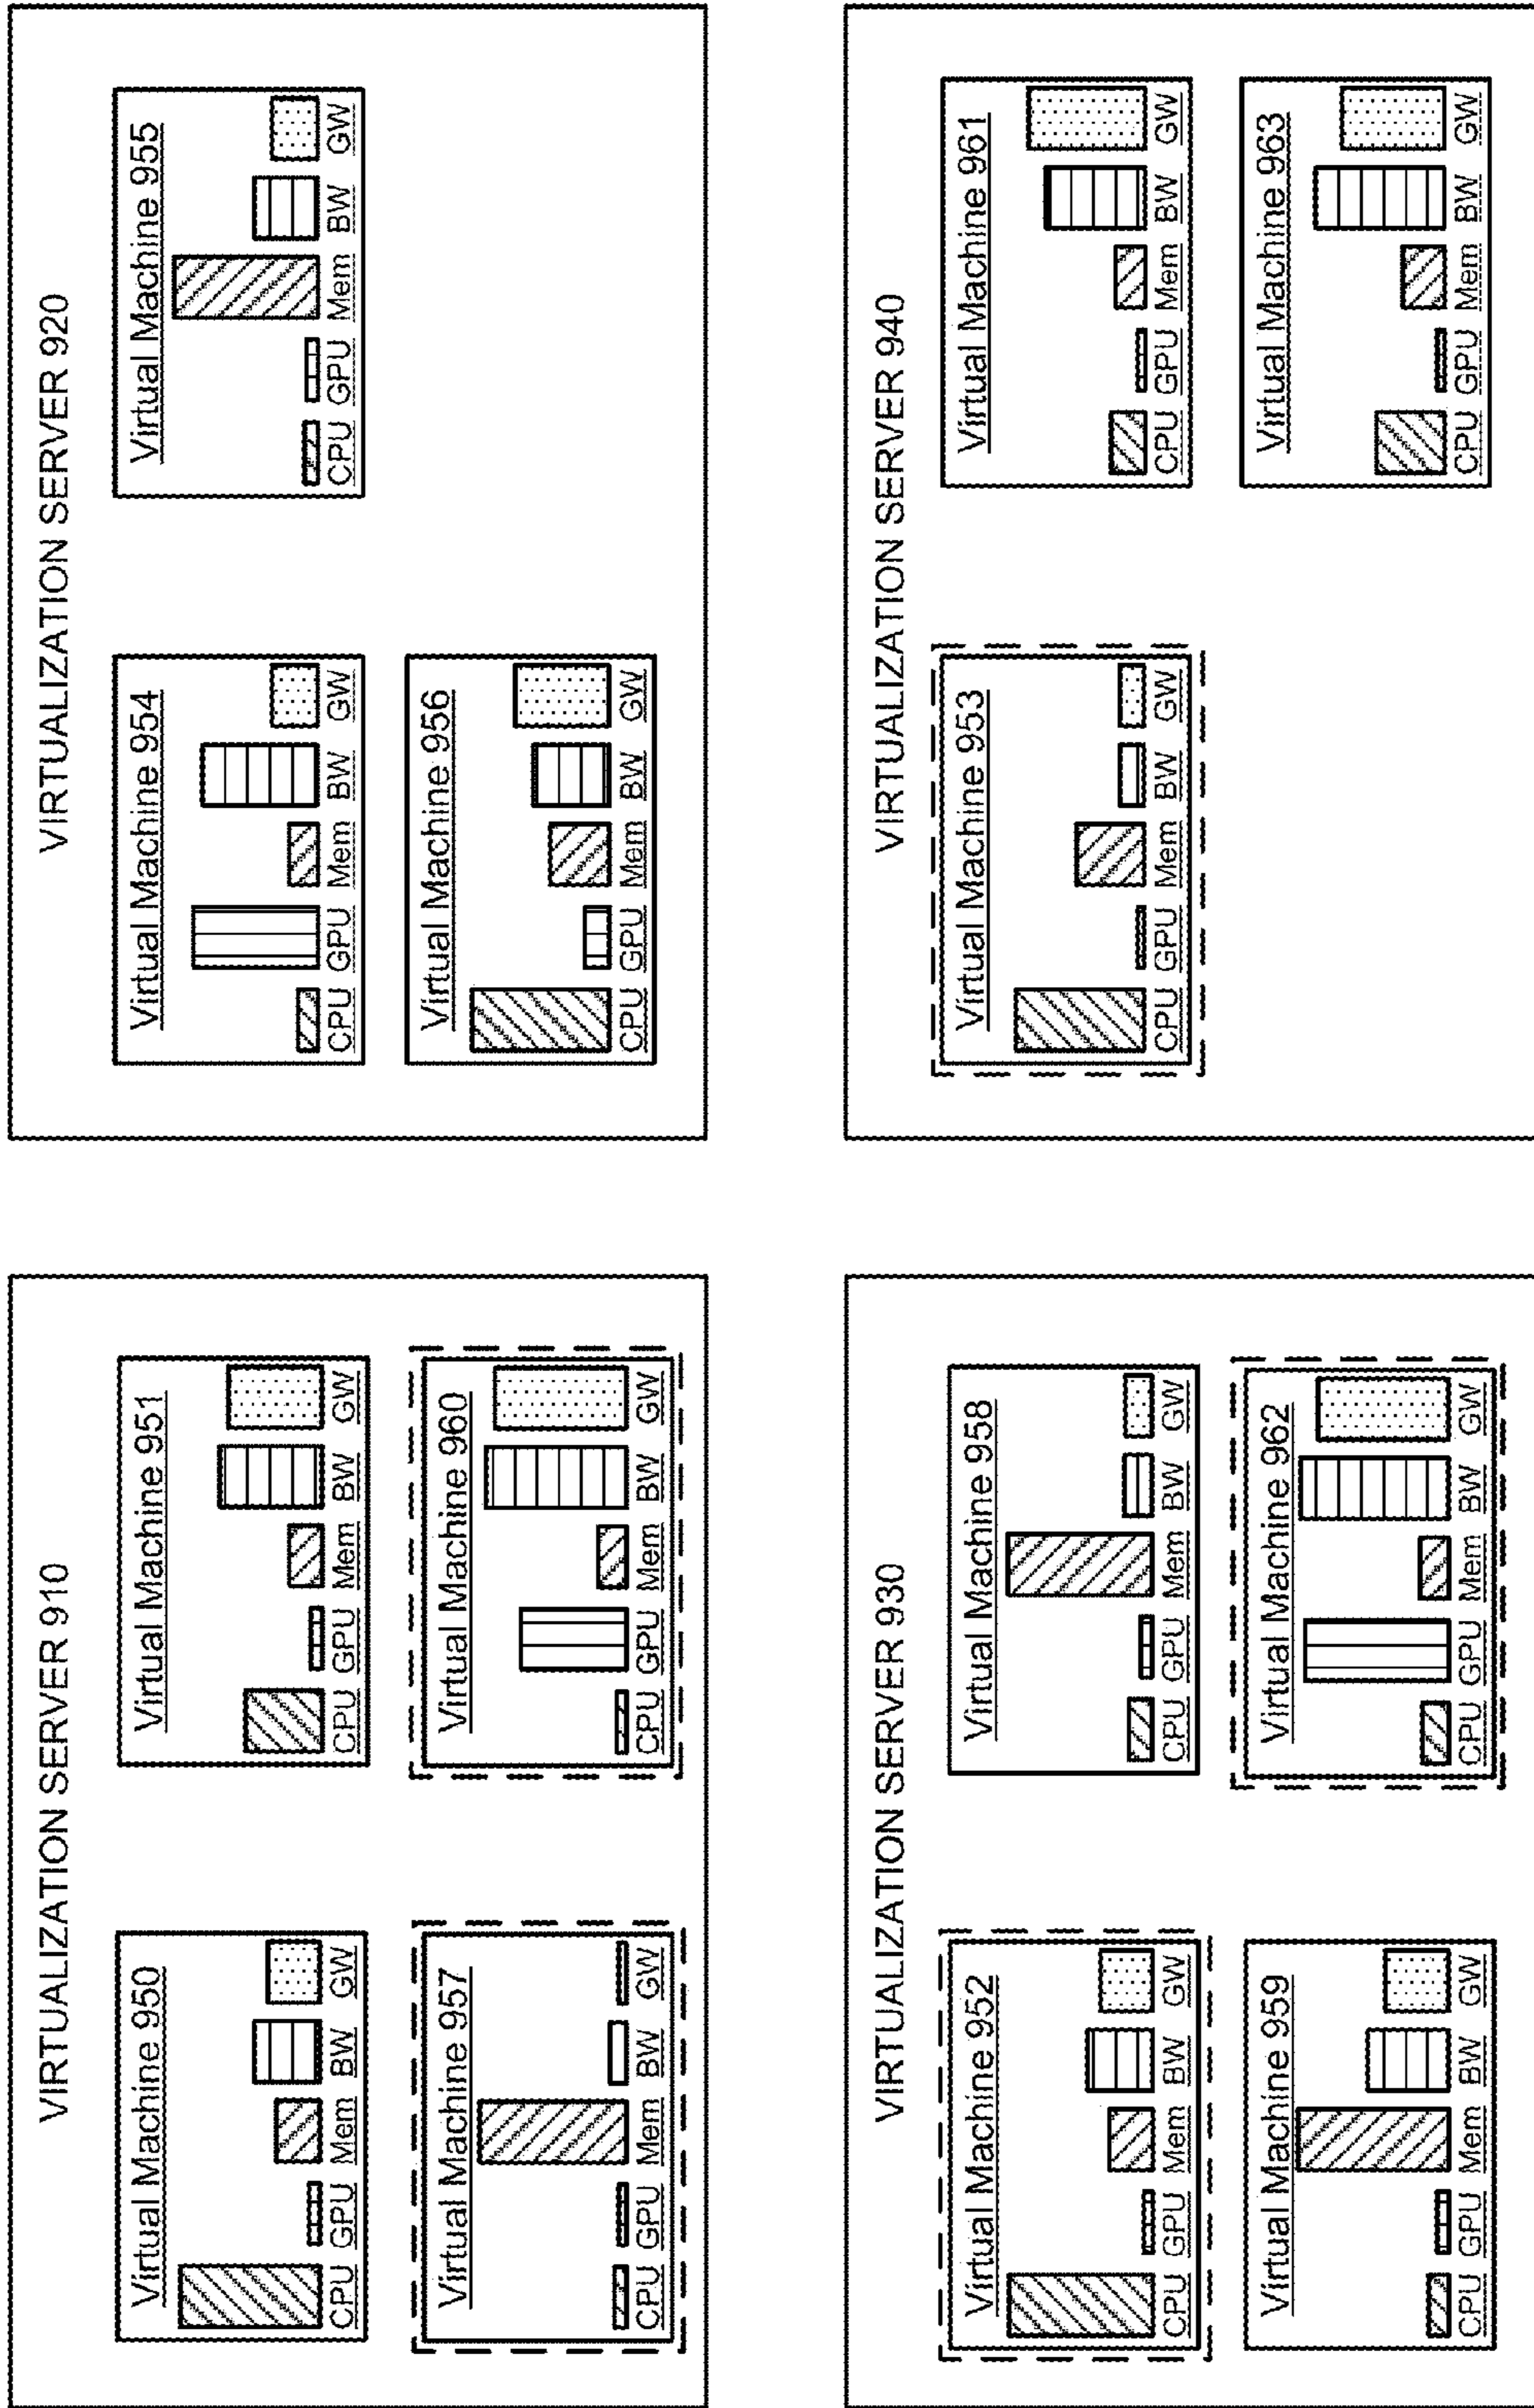 VIRTUALIZATION SERVER 910
Virtual Machine 950
CPU GPU Mem BW GW
Virtual Machine 951
CPU GPU Mem BW GW
Virtual Machine 957
CPU GPU Mem BW GW
Virtual Machine 960
CPU GPU Mem BW GW
VIRTUALIZATION SERVER 920
Virtual Machine 954
CPU GPU Mem BW GW
Virtual Machine 955
CPU GPU Mem BW GW
Virtual Machine 956
CPU GPU Mem BW GW
VIRTUALIZATION SERVER 930
Virtual Machine 952
CPU GPU Mem BW GW
Virtual Machine 958
CPU GPU Mem BW GW
Virtual Machine 959
CPU GPU Mem BW GW
Virtual Machine 962
CPU GPU Mem BW GW
VIRTUALIZATION SERVER 940
Virtual Machine 953
CPU GPU Mem BW GW
Virtual Machine 961
CPU GPU Mem BW GW
Virtual Machine 963
CPU GPU Mem BW GW